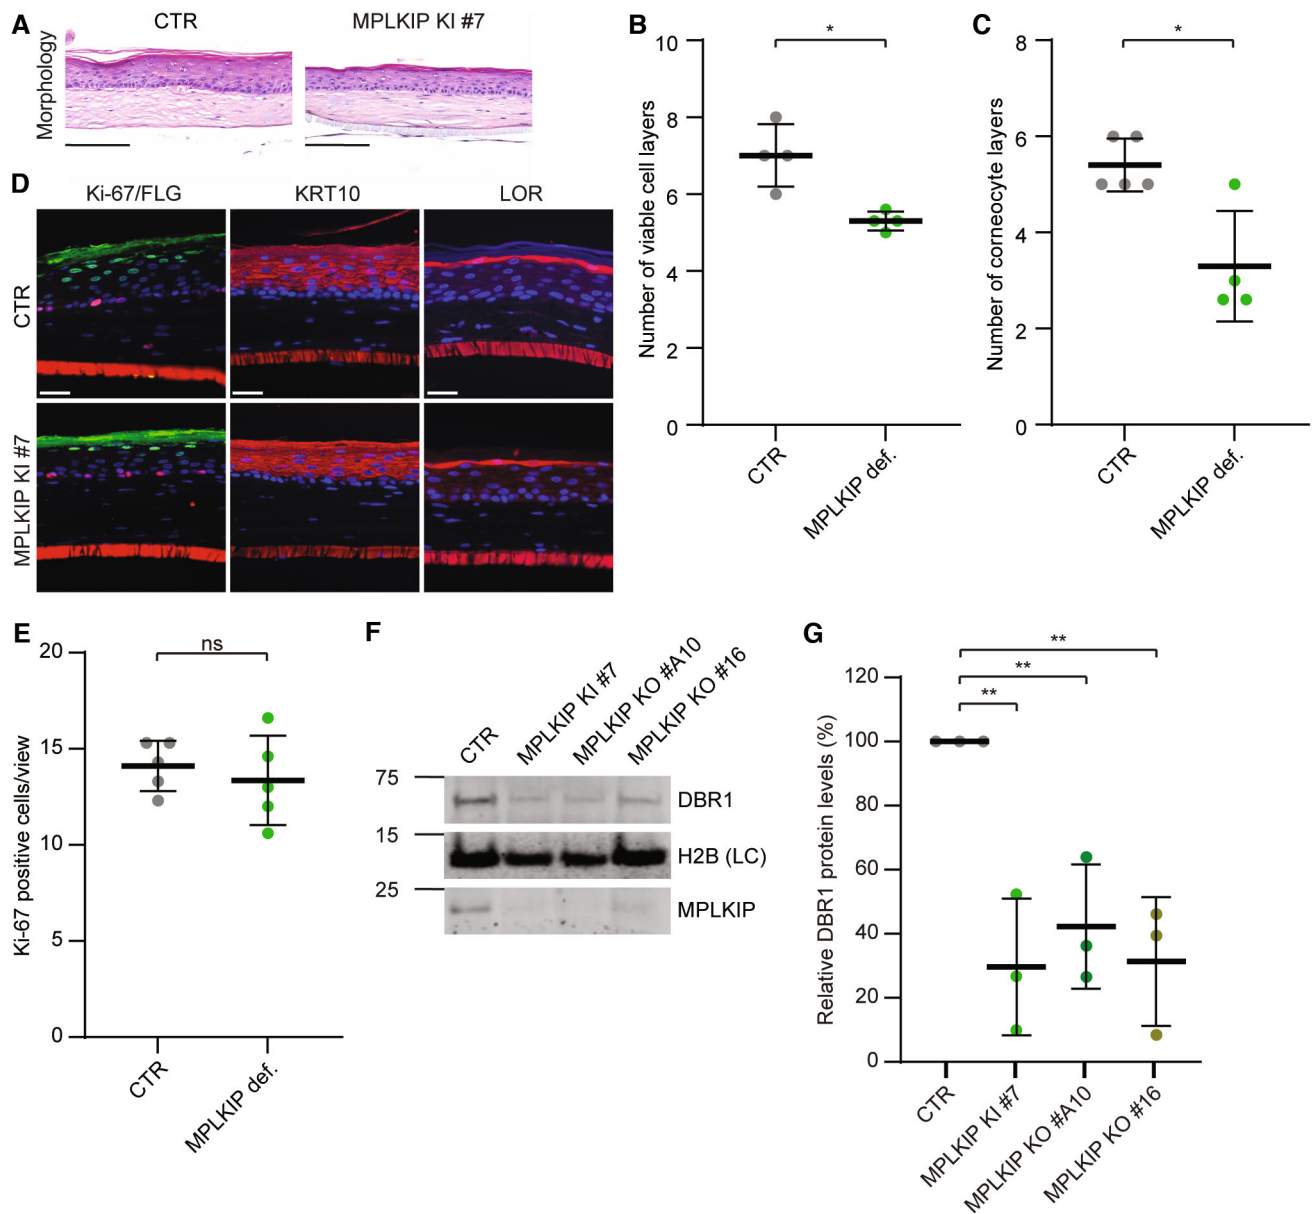 A
CTR
MPLKIP KI #7
Morphology
B
10
8
6
4
2
0
Number of viable cell layers
*
CTR
MPLKIP def.
C
8
6
4
2
0
Number of corneocyte layers
*
CTR
MPLKIP def.
D
Ki-67/FLG
KRT10
LOR
CTR
MPLKIP KI #7
E
20
15
10
5
0
Ki-67 positive cells/view
ns
CTR
MPLKIP def.
F
CTR
MPLKIP KI #7
MPLKIP KO #A10
MPLKIP KO #16
75
DBR1
15
H2B (LC)
25
MPLKIP
G
120
100
80
60
40
20
0
Relative DBR1 protein levels (%)
**
**
**
CTR
MPLKIP KI #7
MPLKIP KO #A10
MPLKIP KO #16